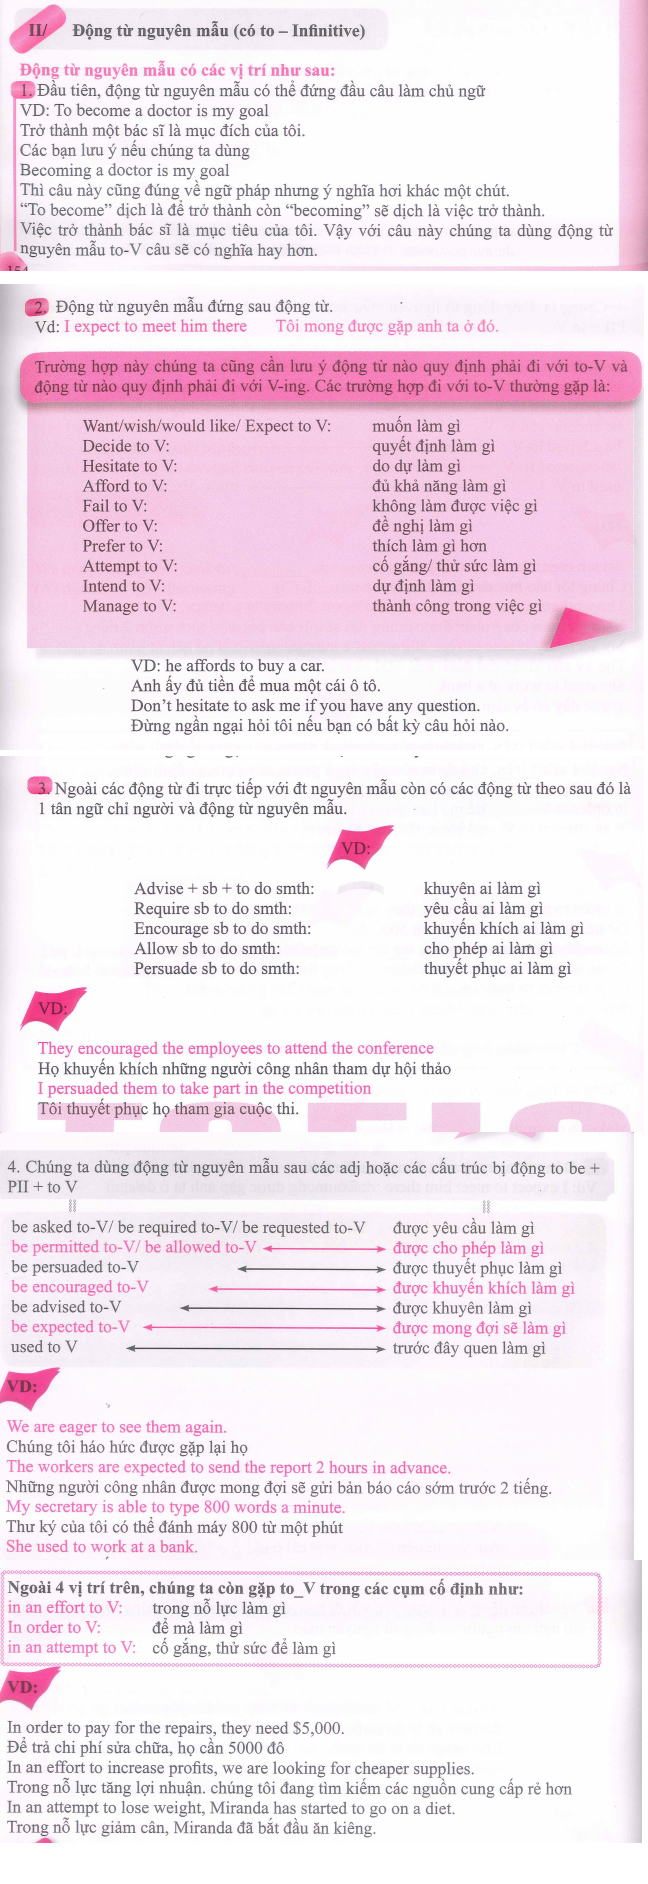 II/ Động từ nguyên mẫu (có to – Infinitive)
Động từ nguyên mẫu có các vị trí như sau:
1. Đầu tiên, động từ nguyên mẫu có thể đứng đầu câu làm chủ ngữ
VD: To become a doctor is my goal
Trở thành một bác sĩ là mục đích của tôi.
Các bạn lưu ý nếu chúng ta dùng
Becoming a doctor is my goal
Thì câu này cũng đúng về ngữ pháp nhưng ý nghĩa hơi khác một chút.
“To become” dịch là để trở thành còn “becoming” sẽ dịch là việc trở thành.
Việc trở thành bác sĩ là mục tiêu của tôi. Vậy với câu này chúng ta dùng động từ
nguyên mẫu to-V câu sẽ có nghĩa hay hơn.
2. Động từ nguyên mẫu đứng sau động từ.
Vd: I expect to meet him there Tôi mong được gặp anh ta ở đó.
Trường hợp này chúng ta cũng cần lưu ý động từ nào quy định phải đi với to-V và
động từ nào quy định phải đi với V-ing. Các trường hợp đi với to-V thường gặp là:
Want/wish/would like/ Expect to V: muốn làm gì
Decide to V: quyết định làm gì
Hesitate to V: do dự làm gì
Afford to V: đủ khả năng làm gì
Fail to V: không làm được việc gì
Offer to V: đề nghị làm gì
Prefer to V: thích làm gì hơn
Attempt to V: cố gắng/ thử sức làm gì
Intend to V: dự định làm gì
Manage to V: thành công trong việc gì
VD: he affords to buy a car.
Anh ấy đủ tiền để mua một cái ô tô.
Don’t hesitate to ask me if you have any question.
Đừng ngần ngại hỏi tôi nếu bạn có bất kỳ câu hỏi nào.
3. Ngoài các động từ đi trực tiếp với đt nguyên mẫu còn có các động từ theo sau đó là
1 tân ngữ chỉ người và động từ nguyên mẫu.
VD:
Advise + sb + to do smth: khuyên ai làm gì
Require sb to do smth: yêu cầu ai làm gì
Encourage sb to do smth: khuyến khích ai làm gì
Allow sb to do smth: cho phép ai làm gì
Persuade sb to do smth: thuyết phục ai làm gì
VD:
They encouraged the employees to attend the conference
Họ khuyến khích những người công nhân tham dự hội thảo
I persuaded them to take part in the competition
Tôi thuyết phục họ tham gia cuộc thi.
4. Chúng ta dùng động từ nguyên mẫu sau các adj hoặc các cấu trúc bị động to be +
PII + to V
be asked to-V/ be required to-V/ be requested to-V được yêu cầu làm gì
be permitted to-V/ be allowed to-V được cho phép làm gì
be persuaded to-V được thuyết phục làm gì
be encouraged to-V được khuyến khích làm gì
be advised to-V được khuyên làm gì
be expected to-V được mong đợi sẽ làm gì
used to V trước đây quen làm gì
VD:
We are eager to see them again.
Chúng tôi háo hức được gặp lại họ
The workers are expected to send the report 2 hours in advance.
Những người công nhân được mong đợi sẽ gửi bản báo cáo sớm trước 2 tiếng.
My secretary is able to type 800 words a minute.
Thư ký của tôi có thể đánh máy 800 từ một phút
She used to work at a bank.
Ngoài 4 vị trí trên, chúng ta còn gặp to_V trong các cụm cố định như:
in an effort to V: trong nỗ lực làm gì
In order to V: để mà làm gì
in an attempt to V: cố gắng, thử sức để làm gì
VD:
In order to pay for the repairs, they need $5,000.
Để trả chi phí sửa chữa, họ cần 5000 đô
In an effort to increase profits, we are looking for cheaper supplies.
Trong nỗ lực tăng lợi nhuận. chúng tôi đang tìm kiếm các nguồn cung cấp rẻ hơn
In an attempt to lose weight, Miranda has started to go on a diet.
Trong nỗ lực giảm cân, Miranda đã bắt đầu ăn kiêng.